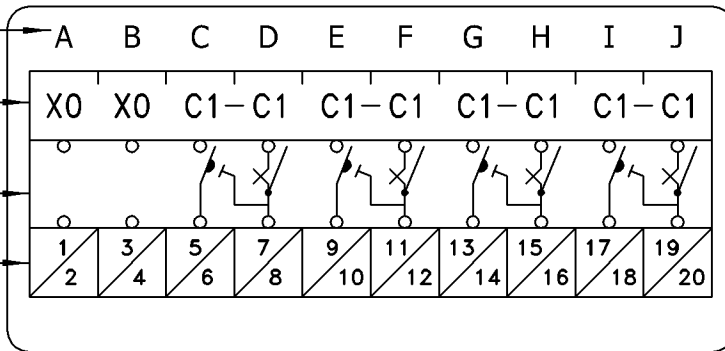 A B C D E F G H I J
X0 X0 C1-C1 C1-C1 C1-C1 C1-C1
1 3 5 7 9 11 13 15 17 19
2 4 6 8 10 12 14 16 18 20